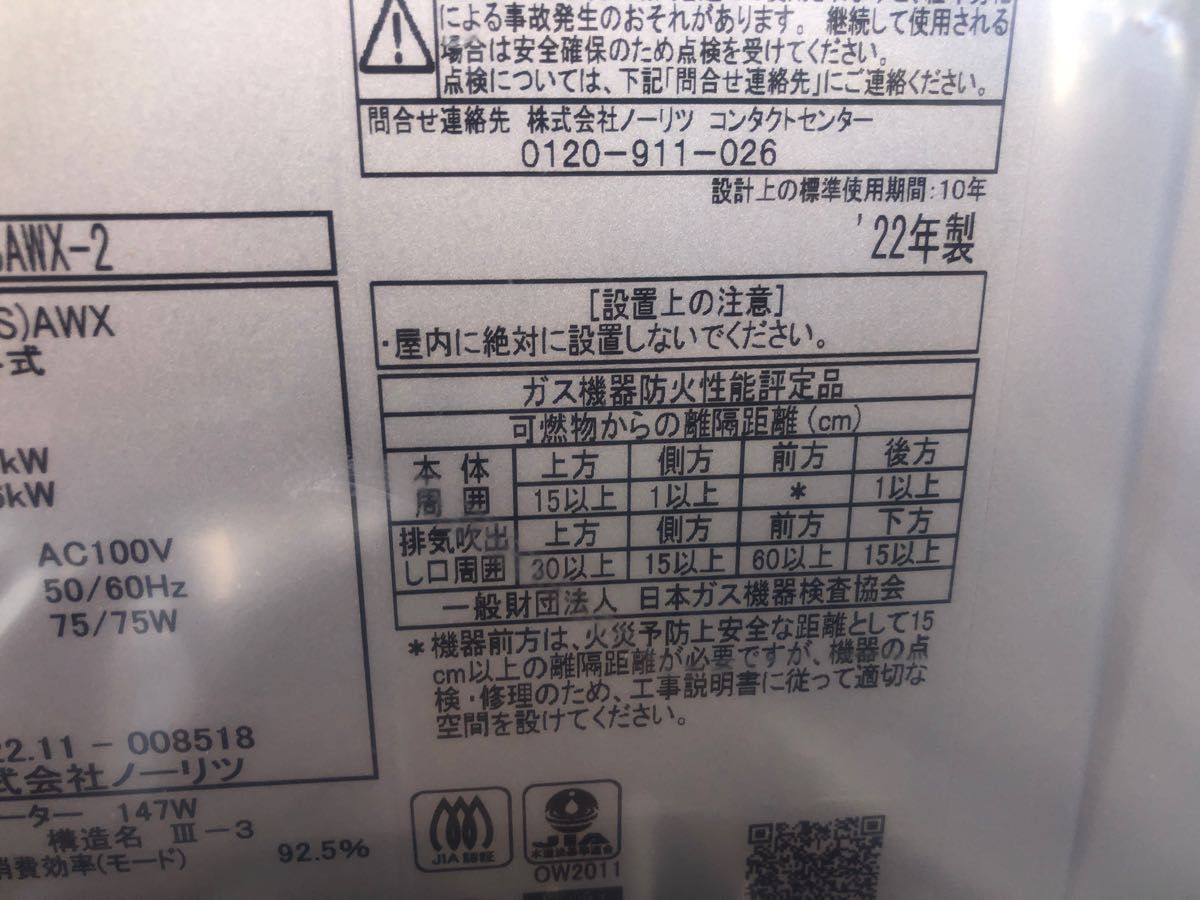 による事故発生のおそれがあります。 継続して使用される
場合は安全確保のため点検を受けてください。
点検については、下記「問合せ連絡先」にご連絡ください。
問合せ連絡先 株式会社ノーリツ コンタクトセンター
0120-911-026
設計上の標準使用期間:10年
'22年製
AWX-2
S)AWX
式
kW
5kW
AC100V
50/60Hz
75/75W
22.11-008518
式会社ノーリツ
ーター 147W
構造名 Ⅲ-3
消費効率(モード) 92.5%
[設置上の注意]
・屋内に絶対に設置しないでください。
ガス機器防火性能評定品
可燃物からの離隔距離(cm)
本体周囲 上方 側方 前方 後方
15以上 1以上 * 1以上
排気吹出し口周囲 上方 側方 前方 下方
30以上 15以上 60以上 15以上
一般財団法人 日本ガス機器検査協会
*機器前方は、火災予防上安全な距離として15
cm以上の離隔距離が必要ですが、機器の点
検・修理のため、工事説明書に従って適切な
空間を設けてください。
JIA認証
JIA
OW2011